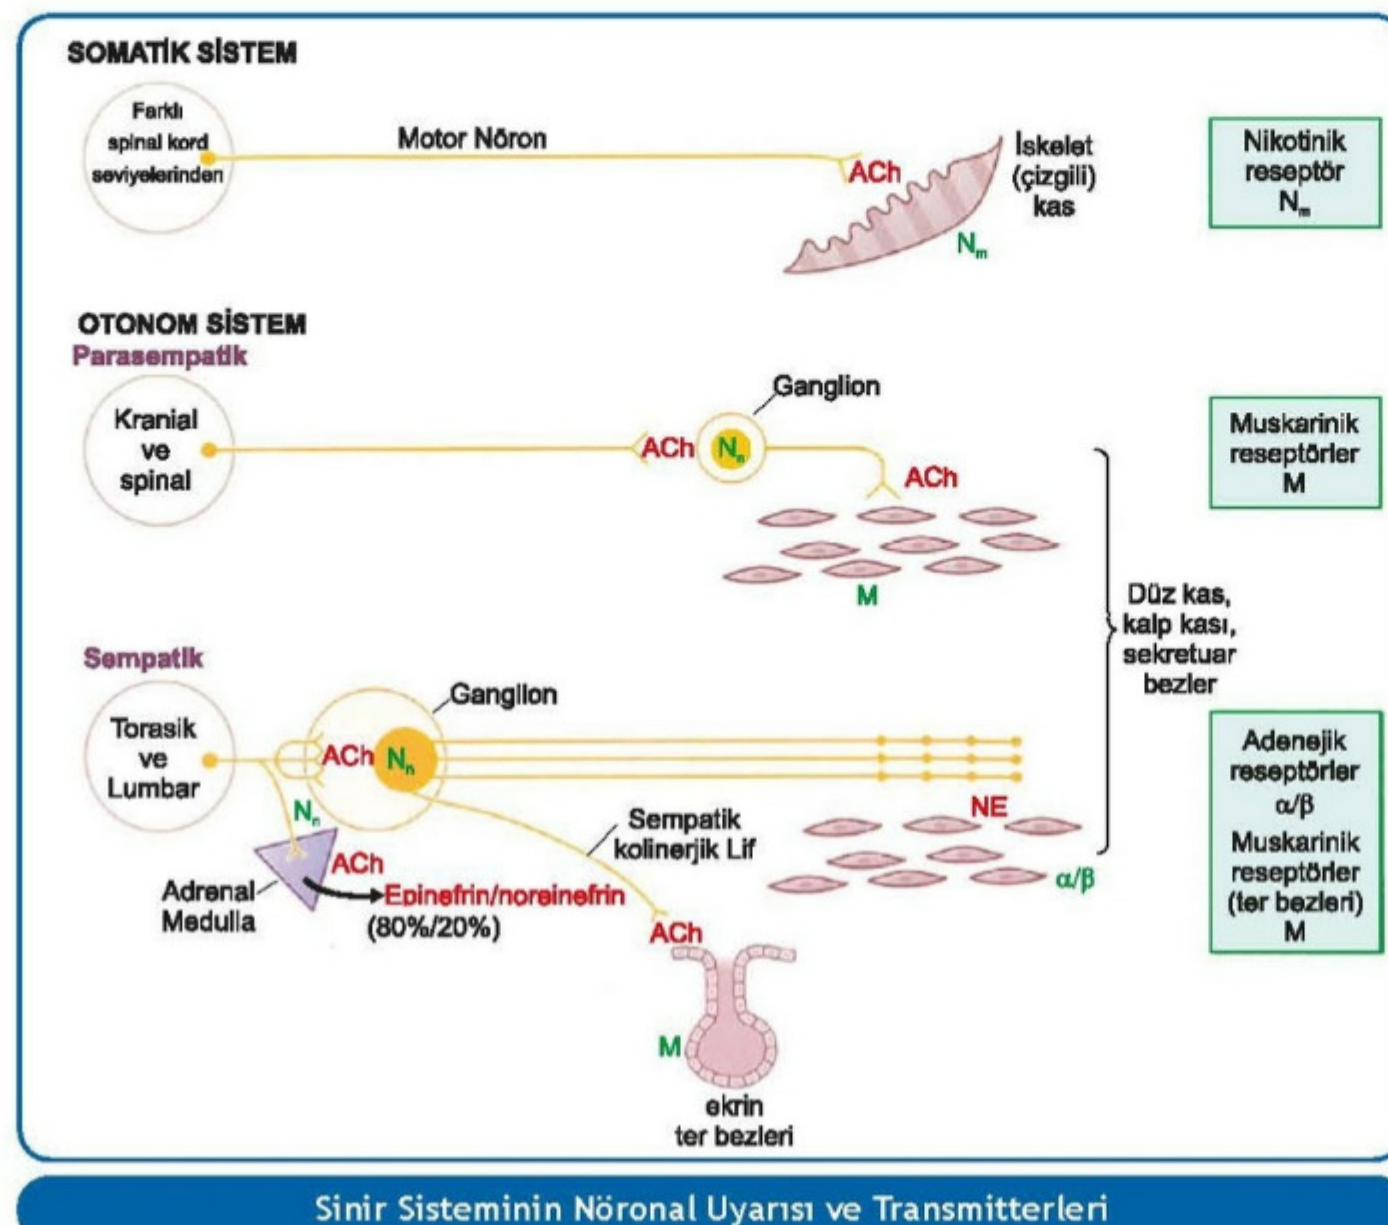 SOMATİK SİSTEM
Farklı
spinal kord
seviyelerinden
Motor Nöron
ACh
İskelet
(çizgili)
kas
Nm
Nikotinik
reseptör
Nm
OTONOM SİSTEM
Parasempatik
Kranial
ve
spinal
Ganglion
ACh
Nn
ACh
M
Muskarinik
reseptörler
M
Düz kas,
kalp kası,
sekretuar
bezler
Sempatik
Torasik
ve
Lumbar
Ganglion
ACh
Nn
Nn
ACh
Adrenal
Medulla
Epinefrin/noreinefrin
(80%/20%)
Sempatik
kolinerjik Lif
NE
α/β
ACh
M
ekrin
ter bezleri
Adenejik
reseptörler
α/β
Muskarinik
reseptörler
(ter bezleri)
M
Sinir Sisteminin Nöronal Uyarısı ve Transmitterleri